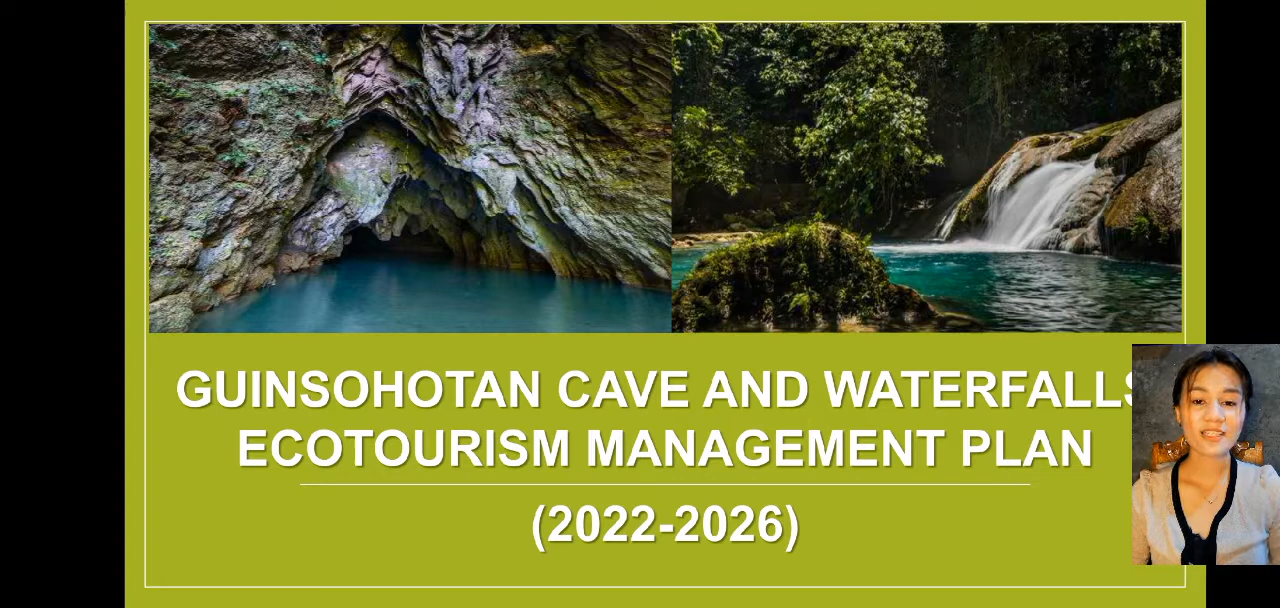 GUINSOHOTAN CAVE AND WATERFALLS
ECOTOURISM MANAGEMENT PLAN
(2022-2026)